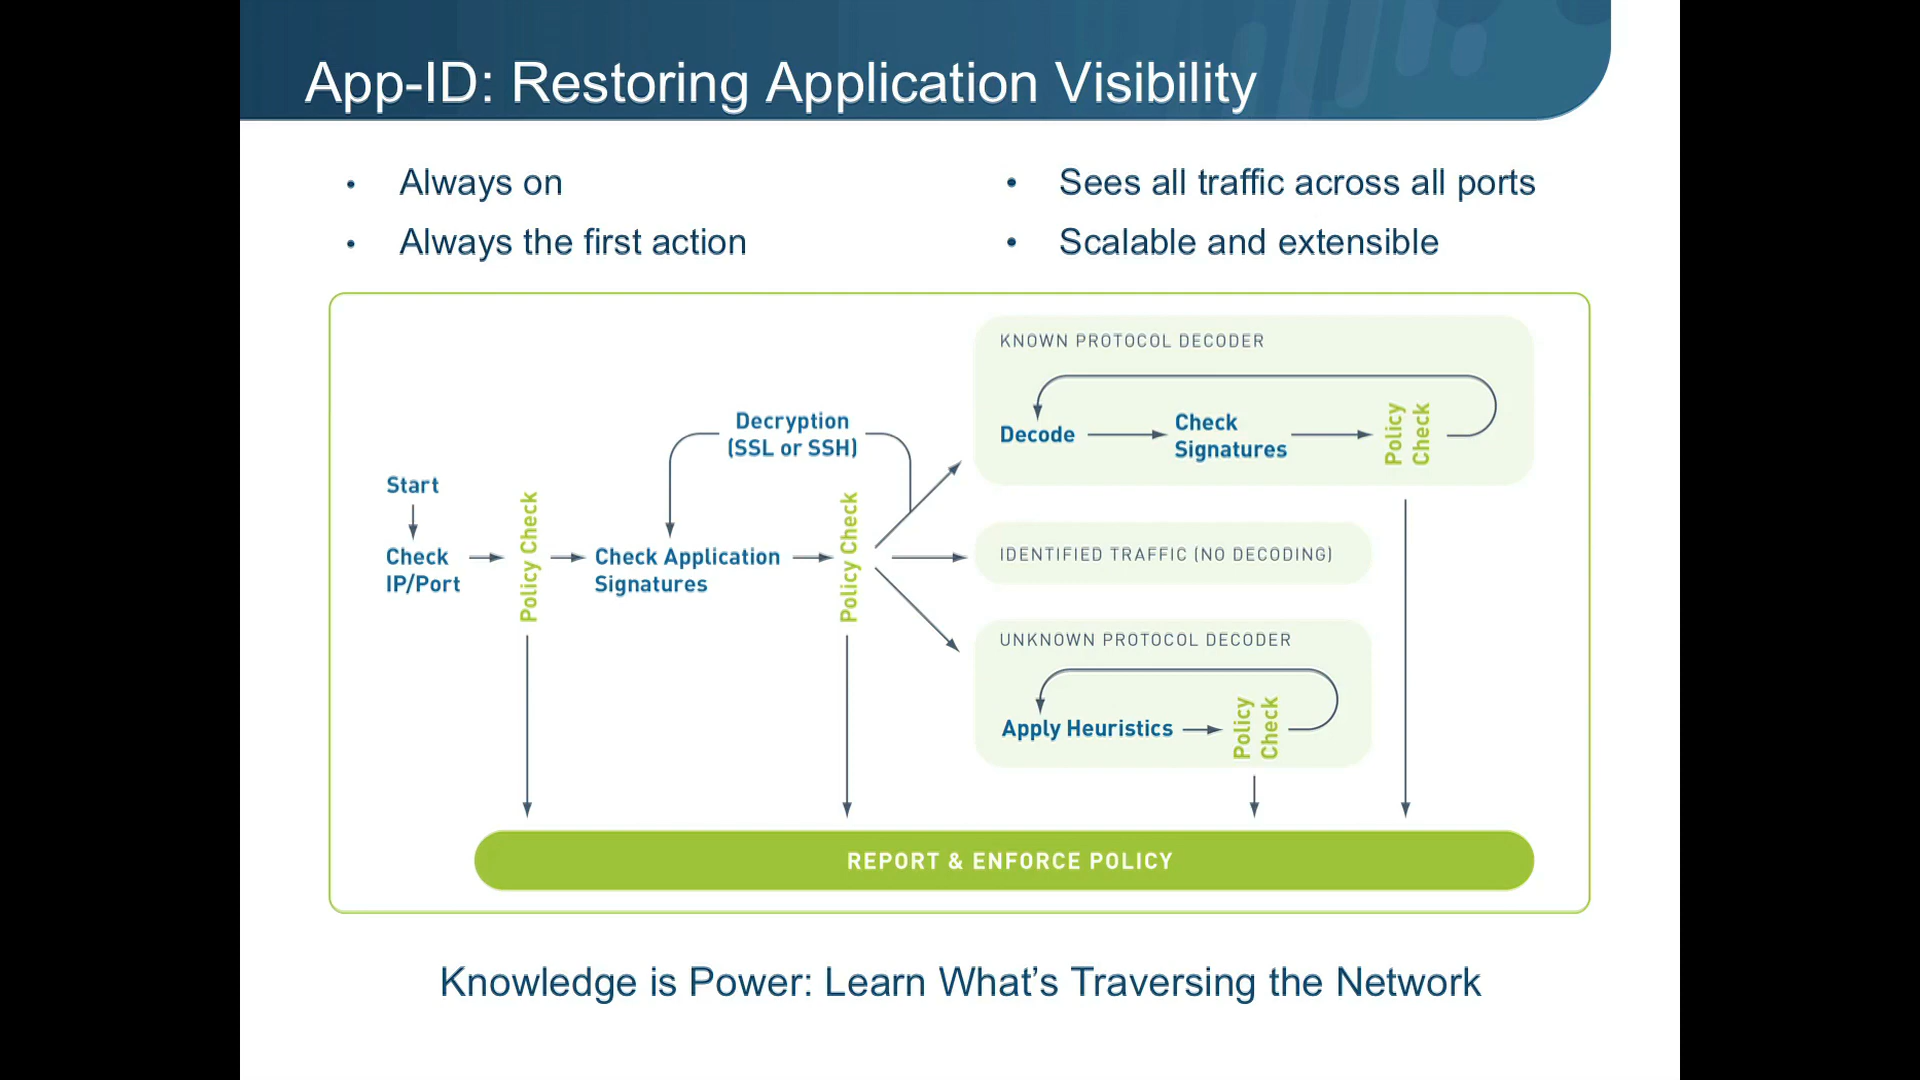 App-ID: Restoring Application Visibility
• Always on
• Always the first action
• Sees all traffic across all ports
• Scalable and extensible
Start
Check
IP/Port
Policy Check
Check Application
Signatures
Decryption
(SSL or SSH)
Policy Check
KNOWN PROTOCOL DECODER
Decode
Check
Signatures
Policy
Check
IDENTIFIED TRAFFIC (NO DECODING)
UNKNOWN PROTOCOL DECODER
Apply Heuristics
Policy
Check
REPORT & ENFORCE POLICY
Knowledge is Power: Learn What’s Traversing the Network